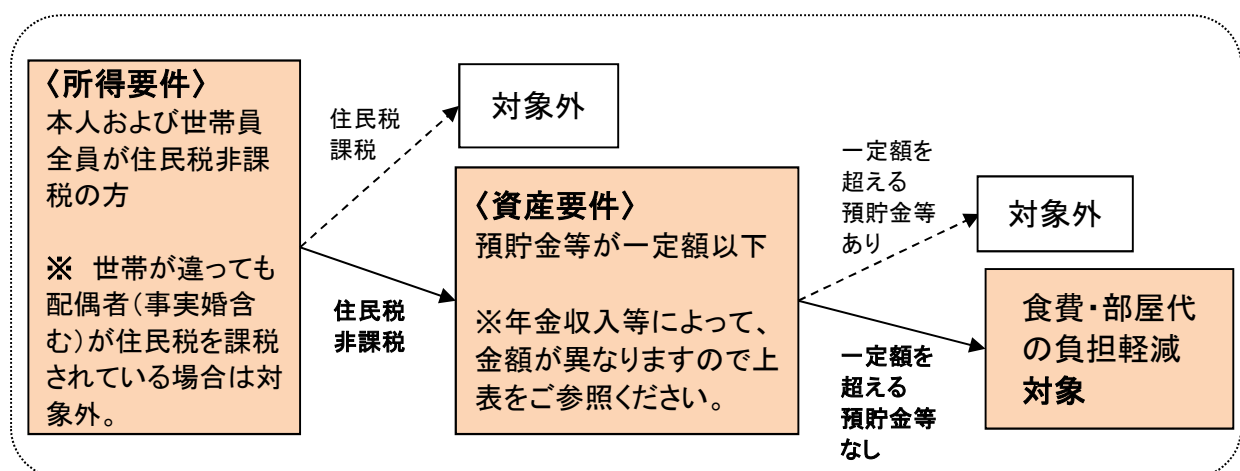 〈所得要件〉
本人および世帯員
全員が住民税非課
税の方
※ 世帯が違っても
配偶者（事実婚含
む）が住民税を課税
されている場合は対
象外。
住民税
課税
対象外
住民税
非課税
〈資産要件〉
預貯金等が一定額以下
※年金収入等によって、
金額が異なりますので上
表をご参照ください。
一定額を
超える
預貯金等
あり
対象外
一定額を
超える
預貯金等
なし
食費・部屋代
の負担軽減
対象